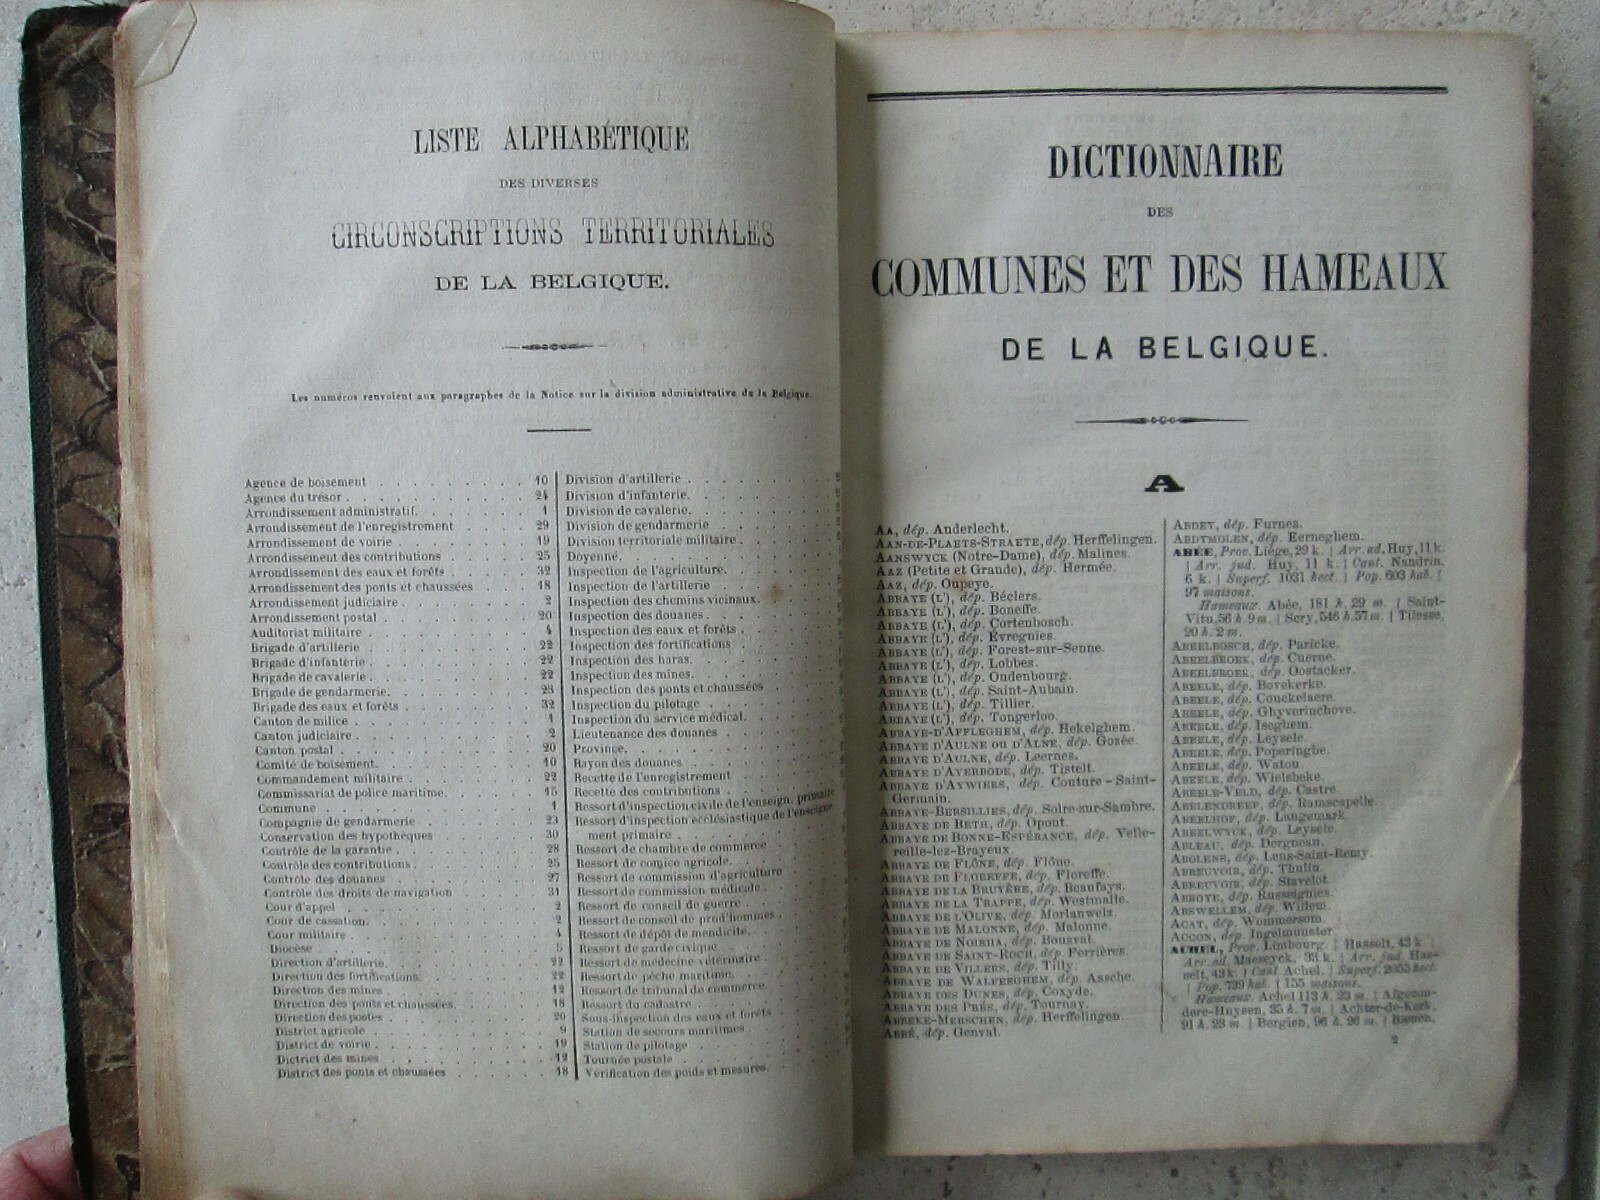 LISTE ALPHABÉTIQUE
DES DIVERSES
CIRCONSCRIPTIONS TERRITORIALES
DE LA BELGIQUE.
Les numéros renvoient aux paragraphes de la Notice sur la division administrative de la Belgique.
Agence de boisement . . . 10
Agence du trésor . . . 24
Arrondissement administratif. . . . 1
Arrondissement de l'enregistrement . . . 29
Arrondissement de voirie . . . 19
Arrondissement des contributions . . . 25
Arrondissement des eaux et forêts . . . 32
Arrondissement des ponts et chaussées . . . 18
Arrondissement judiciaire . . . 2
Arrondissement postal . . . 20
Auditoriat militaire . . . 4
Brigade d'artillerie . . . 22
Brigade d'infanterie . . . 22
Brigade de cavalerie . . . 22
Brigade de gendarmerie. . . . 23
Brigade des eaux et forêts . . . 32
Canton de milice . . . 1
Canton judiciaire . . . 2
Canton postal . . . 20
Comité de boisement. . . . 10
Commandement militaire . . . 22
Commissariat de police maritime. . . . 15
Commune . . . 1
Compagnie de gendarmerie . . . 23
Conservation des hypothèques . . . 30
Contrôle de la garantie . . . 28
Contrôle des contributions . . . 25
Contrôle des douanes . . . 27
Contrôle des droits de navigation . . . 31
Cour d'appel . . . 2
Cour de cassation. . . . 2
Cour militaire . . . 4
Diocèse . . . 5
Direction d'artillerie. . . . 22
Direction des fortifications. . . . 22
Direction des mines . . . 12
Direction des ponts et chaussées. . . . 18
Direction des postes . . . 20
District agricole . . . 9
District de voirie . . . 19
District des mines . . . 12
District des ponts et chaussées . . . 18
Division d'artillerie . . .
Division d'infanterie. . . .
Division de cavalerie. . . .
Division de gendarmerie . . .
Division territoriale militaire . . .
Doyenné. . . .
Inspection de l'agriculture. . . .
Inspection de l'artillerie . . .
Inspection des chemins vicinaux. . . .
Inspection des douanes . . .
Inspection des eaux et forêts . . .
Inspection des fortifications . . .
Inspection des haras. . . .
Inspection des mines. . . .
Inspection des ponts et chaussées . . .
Inspection du pilotage . . .
Inspection du service médical. . . .
Lieutenance des douanes . . .
Province. . . .
Rayon des douanes . . .
Recette de l'enregistrement . . .
Recette des contributions . . .
Ressort d'inspection civile de l'enseign. primaire
Ressort d'inspection ecclésiastique de l'enseigne-
ment primaire . . .
Ressort de chambre de commerce . . .
Ressort de comice agricole. . . .
Ressort de commission d'agriculture
Ressort de commission médicale. . . .
Ressort de conseil de guerre . . .
Ressort de conseil de prud'hommes . . .
Ressort de dépôt de mendicité. . . .
Ressort de garde civique . . .
Ressort de médecine vétérinaire . . .
Ressort de pêche maritime. . . .
Ressort de tribunal de commerce. . . .
Ressort du cadastre . . .
Sous-inspection des eaux et forêts . . .
Station de secours maritimes . . .
Station de pilotage . . .
Tournée postale . . .
Vérification des poids et mesures. . . .
DICTIONNAIRE
DES
COMMUNES ET DES HAMEAUX
DE LA BELGIQUE.
A
AA, dép. Anderlecht.
AAN-DE-PLAETS-STRAETE, dép. Herffelingen.
AANSWYCK (Notre-Dame), dép. Malines.
AAZ (Petite et Grande), dép. Hermée.
AAZ, dép. Oupeye.
ABBAYE (L'), dép. Béclers.
ABBAYE (L'), dép. Boneffe.
ABBAYE (L'), dép. Cortenbosch.
ABBAYE (L'), dép. Évregnies.
ABBAYE (L'), dép. Forest-sur-Senne.
ABBAYE (L'), dép. Lobbes.
ABBAYE (L'), dép. Oudenbourg.
ABBAYE (L'), dép. Saint-Aubain.
ABBAYE (L'), dép. Tillier.
ABBAYE (L'), dép. Tongerloo.
ABBAYE-D'AFFLEGHEM, dép. Hekelghem.
ABBAYE D'AULNE OU D'ALNE, dép. Gozée.
ABBAYE D'AULNE, dép. Leernes.
ABBAYE D'AVERBODE, dép. Tistelt.
ABBAYE D'AYWIERS, dép. Couture-Saint-
Germain.
ABBAYE-BERSILLIES, dép. Solre-sur-Sambre.
ABBAYE DE BETH, dép. Opont.
ABBAYE DE BONNE-ESPÉRANCE, dép. Velle-
reille-lez-Brayeux.
ABBAYE DE FLÔNE, dép. Flône.
ABBAYE DE FLOREFFE, dép. Floreffe.
ABBAYE DE LA BRUYÈRE, dép. Beaufays.
ABBAYE DE LA TRAPPE, dép. Westmalle.
ABBAYE DE L'OLIVE, dép. Morlanwelz.
ABBAYE DE MALONNE, dép. Malonne.
ABBAYE DE NOIRHA, dép. Bousval.
ABBAYE DE SAINT-ROCH, dép. Ferrières.
ABBAYE DE VILLERS, dép. Tilly.
ABBAYE DE WALFERGHEM, dép. Assche.
ABBAYE DES DUNES, dép. Coxyde.
ABBAYE DES PRÉS, dép. Tournay.
ABBEKE-MERSCHEN, dép. Herffelingen.
ABBÉ, dép. Genval.
ABDEY, dép. Furnes.
ABDTMOLEN, dép. Eerneghem.
ABÉE, Prov. Liége, 29 k. | Arr. ad. Huy, 11 k.
| Arr. jud. Huy, 11 k. | Cant. Nandrin,
6 k. | Superf. 1031 hect. | Pop. 603 hab. |
97 maisons.
Hameaux. Abée, 181 h. 29 m. | Saint-
Vitu, 56 h. 9 m. | Scry, 546 h. 57 m. | Tilesse,
20 h. 2 m.
ABEELBOSCH, dép. Paricke.
ABEELBROEK, dép. Cuerne.
ABEELBROEK, dép. Oostacker.
ABEELE, dép. Bovekerke.
ABEELE, dép. Couckelaere.
ABEELE, dép. Ghyverinchove.
ABEELE, dép. Iseghem.
ABEELE, dép. Leysele.
ABEELE, dép. Poperinghe.
ABEELE, dép. Watou.
ABEELE, dép. Wielsbeke.
ABEELE-VELD, dép. Castre.
ABELENDREEF, dép. Ramscapelle.
ABEELHOF, dép. Langemark.
ABEELWYCK, dép. Leysele.
ABLEAU, dép. Dergneau.
ABOLENS, dép. Lens-Saint-Remy.
ABREUVOIR, dép. Thulin.
ABREUVOIR, dép. Stavelot.
ABROYE, dép. Russeignies.
ABSWELLEM, dép. Willem.
ACAT, dép. Wommersom.
ACCON, dép. Ingelmunster.
ACHEL, Prov. Limbourg. | Hasselt, 43 k |
Arr. ad. Maeseyck, 33 k. | Arr. jud. Has-
selt, 43 k. | Cant. Achel. | Superf. 2055 hect.
| Pop. 739 hab. | 155 maisons.
Hameaux. Achel 113 h. 23 m. | Afgezon-
dere-Huysen, 35 h. 7 m. | Achter-de-Kerk,
91 h. 23 m. | Bergien, 96 h. 26 m. | Bienen,
2